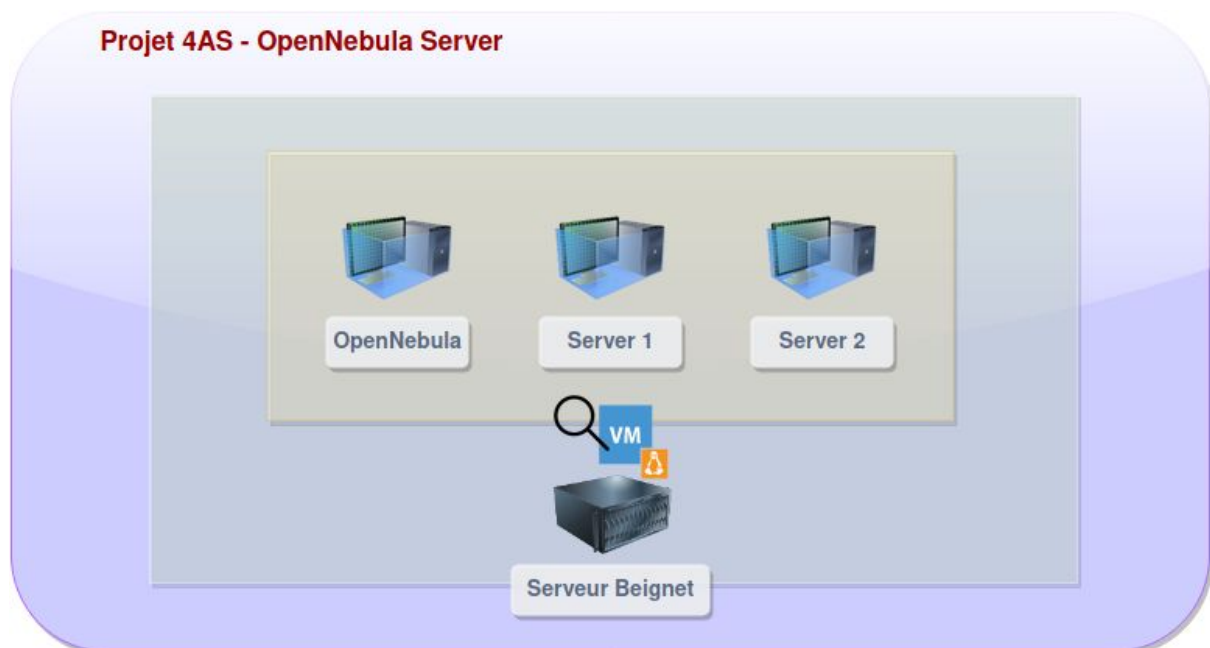 Projet 4AS - OpenNebula Server
OpenNebula
Server 1
Server 2
VM
Serveur Beignet